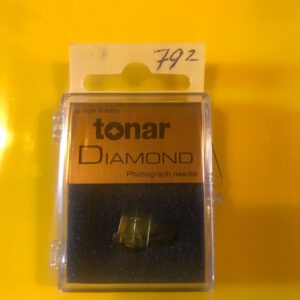 792
a high fidelity
tonar
DIAMOND
Phonograph needle